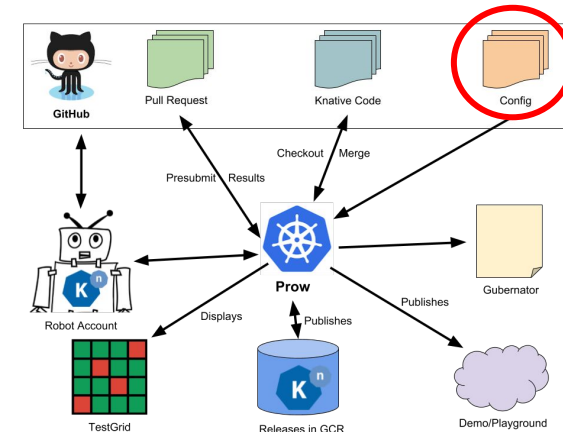 GitHub
Pull Request
Knative Code
Config
Presubmit
Results
Checkout
Merge
Prow
K
n
Robot Account
Gubernator
Displays
Publishes
Publishes
K
n
TestGrid
Releases in GCR
Demo/Playground